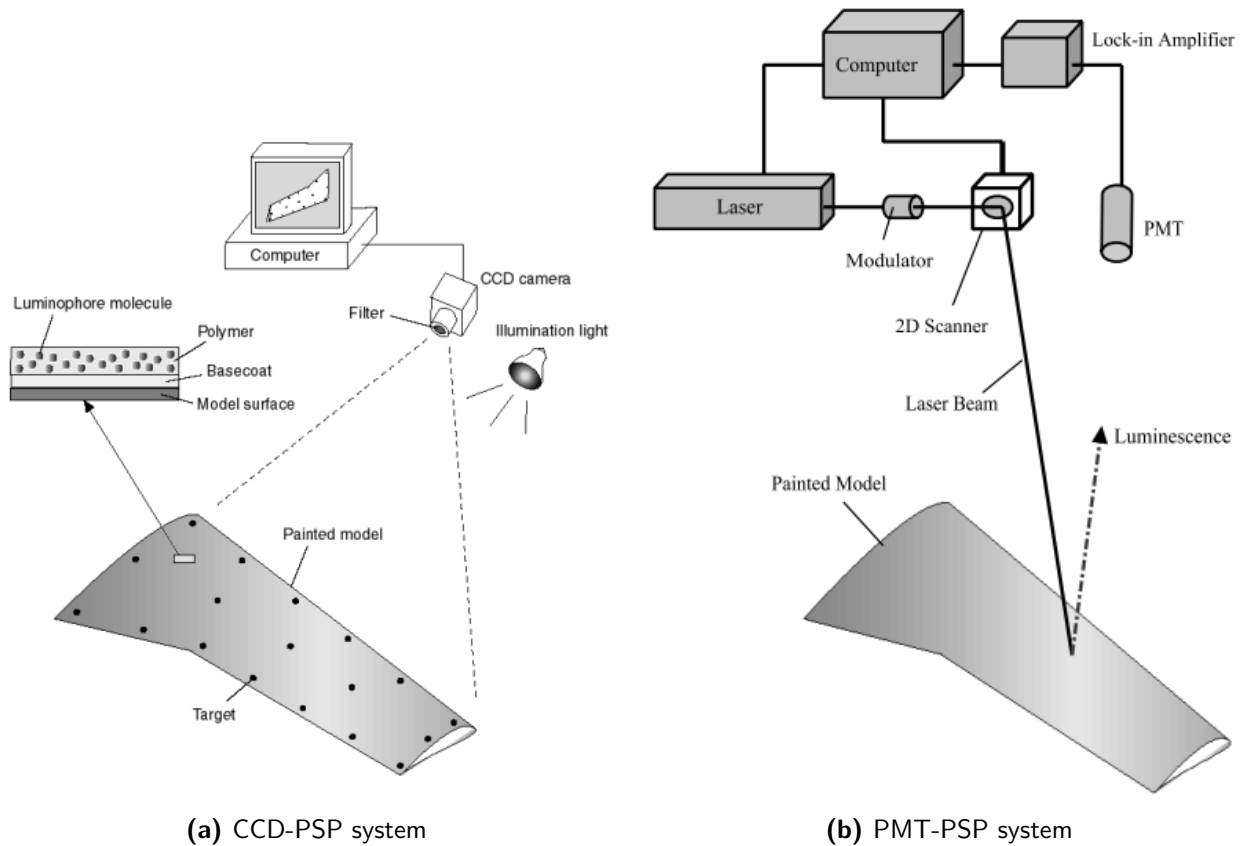 Computer
CCD camera
Filter
Illumination light
Luminophore molecule
Polymer
Basecoat
Model surface
Painted model
Target
(a) CCD-PSP system
Lock-in Amplifier
Computer
Laser
Modulator
PMT
2D Scanner
Laser Beam
Luminescence
Painted Model
(b) PMT-PSP system